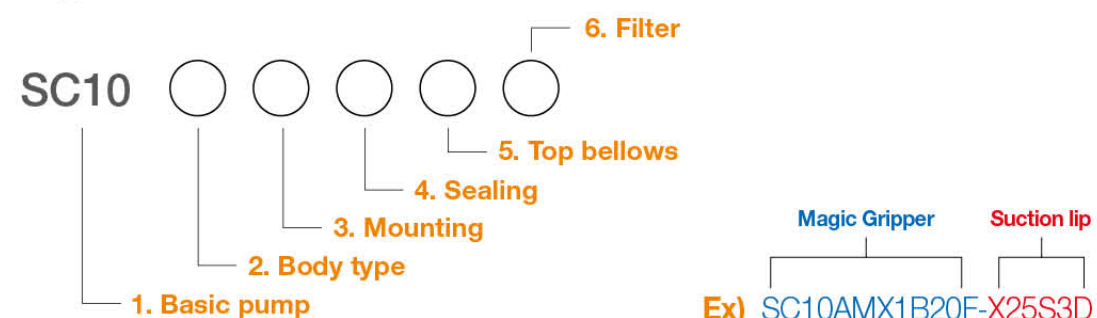 6. Filter
SC10
5. Top bellows
4. Sealing
3. Mounting
2. Body type
1. Basic pump
Magic Gripper
Suction lip
Ex) SC10AMX1B20F-X25S3D